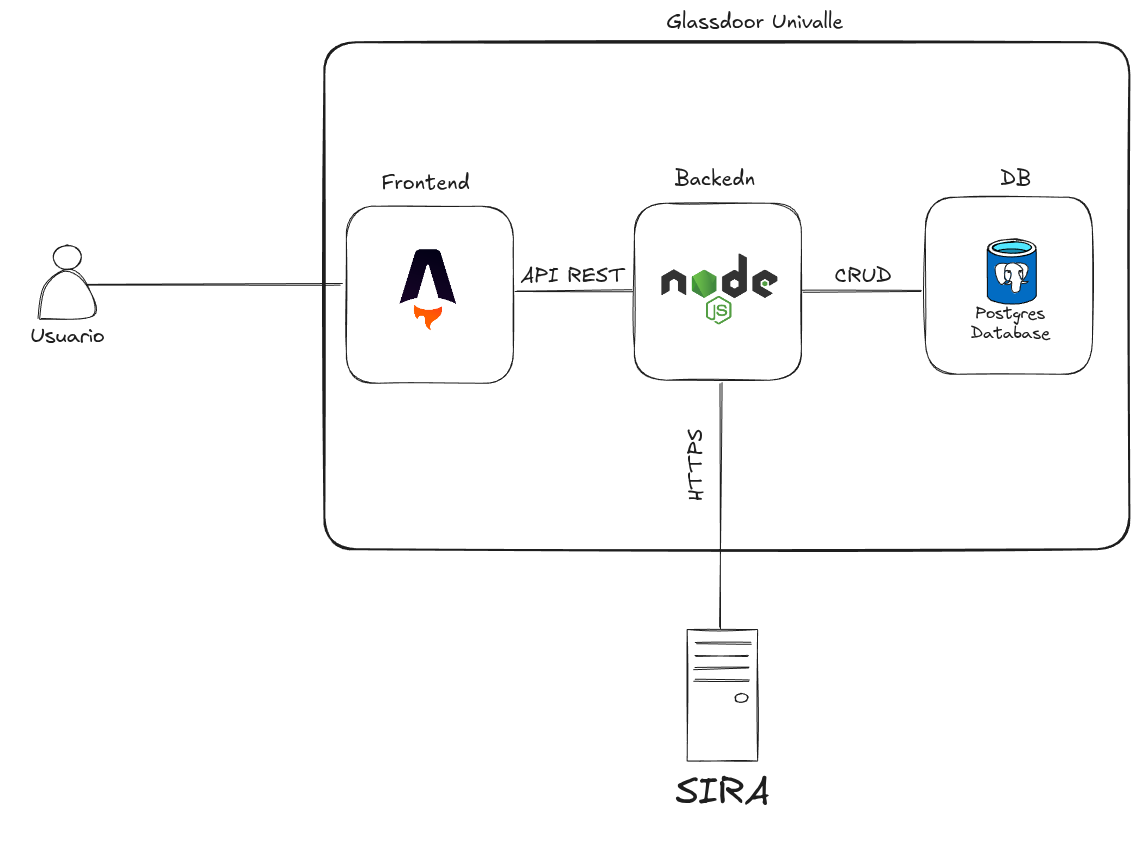 Glassdoor Univalle
Frontend
Backedn
DB
API REST
node
JS
CRUD
Postgres
Database
Usuario
HTTPS
SIRA